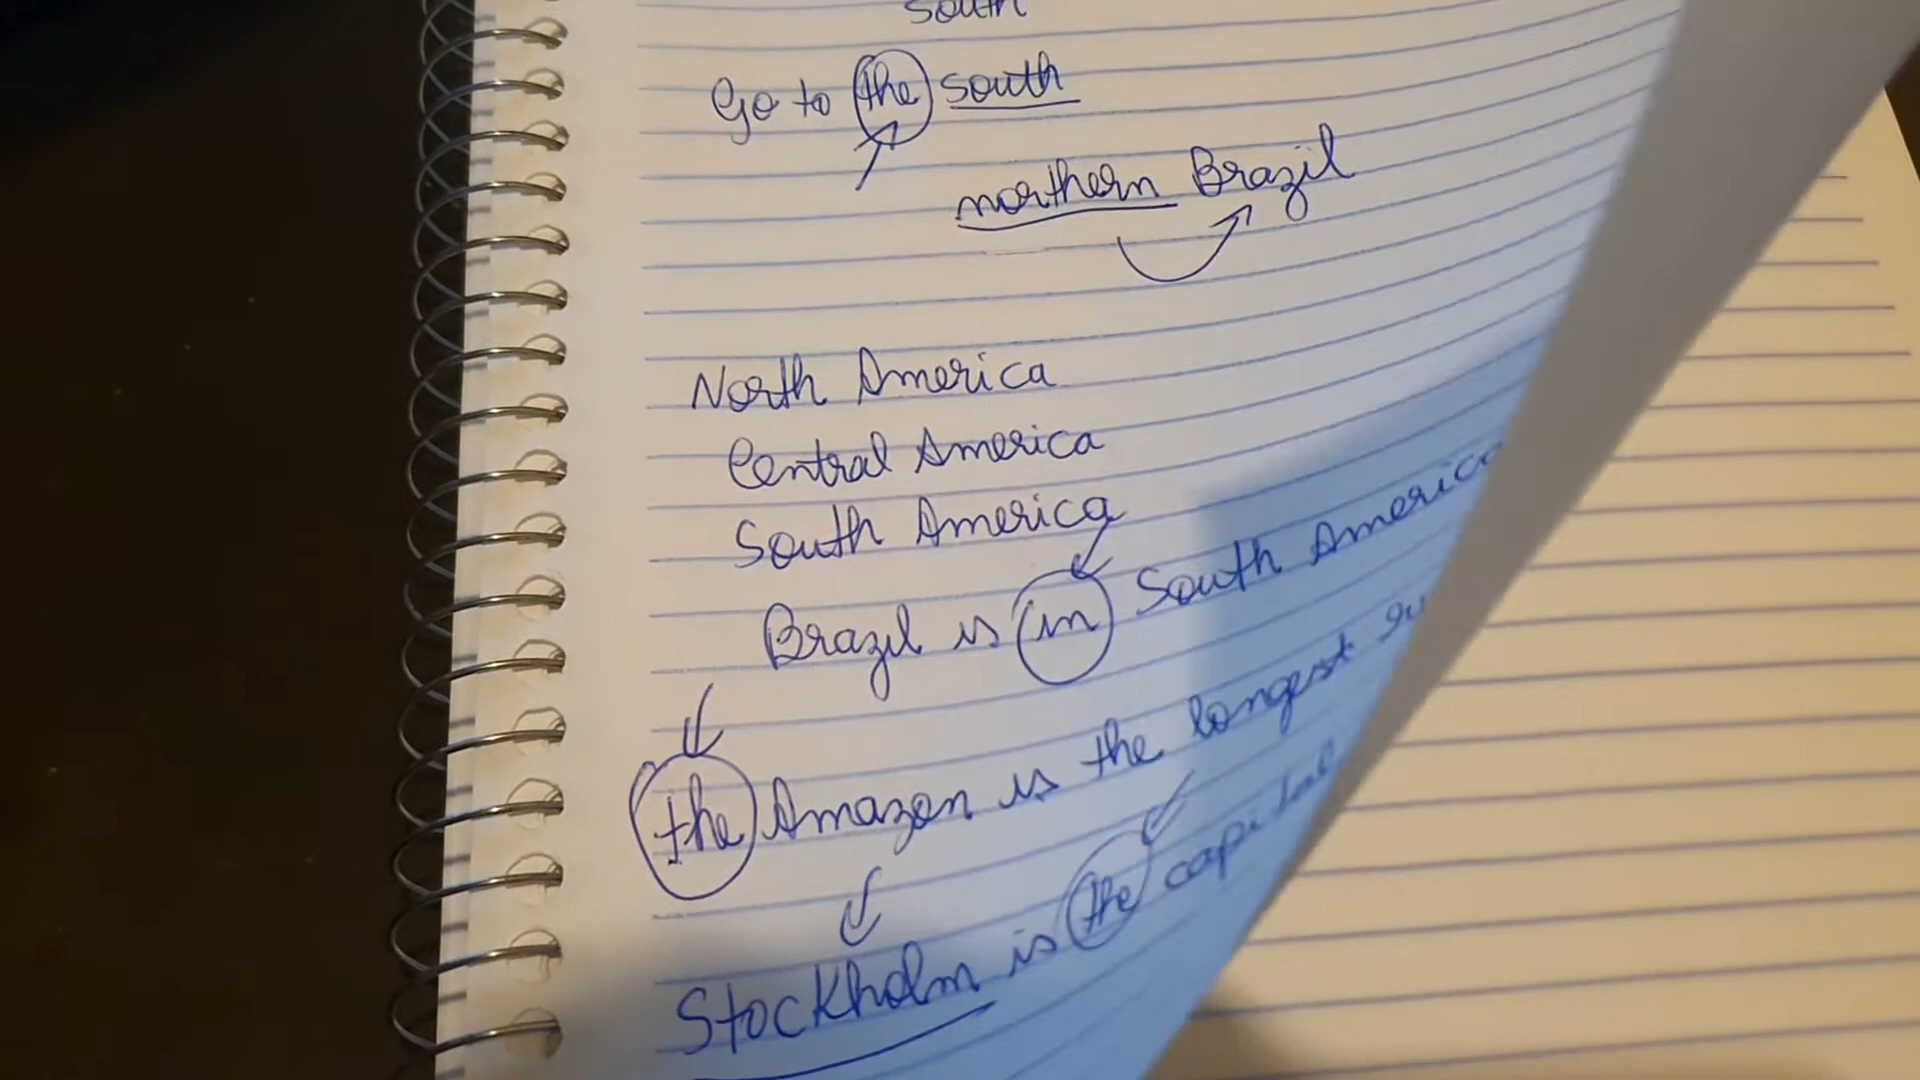 south
Go to the south
northern Brazil
North America
Central America
South America
Brazil is in South America
the Amazon is the longest
Stockholm is the capital